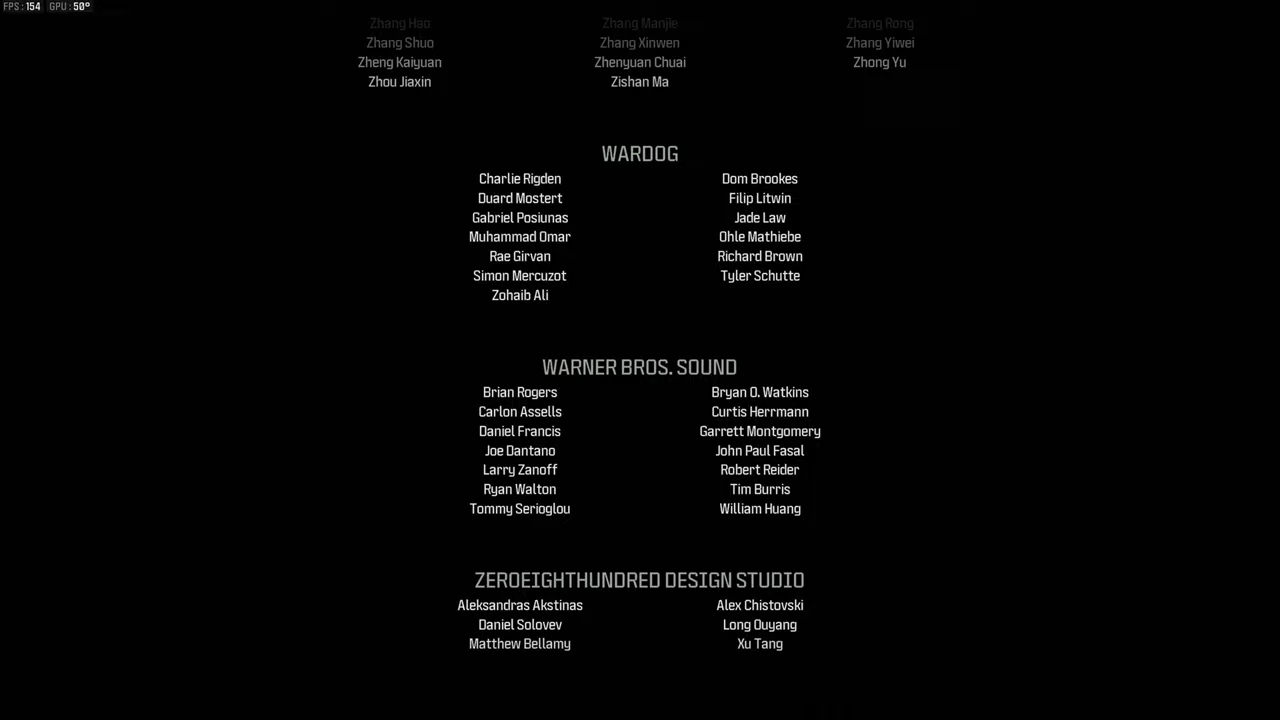 FPS: 154 GPU: 50°
Zhang Hao Zhang Manjie Zhang Rong
Zhang Shuo Zhang Xinwen Zhang Yiwei
Zheng Kaiyuan Zhenyuan Chuai Zhong Yu
Zhou Jiaxin Zishan Ma
WARDOG
Charlie Rigden Dom Brookes
Duard Mostert Filip Litwin
Gabriel Posiunas Jade Law
Muhammad Omar Ohle Mathiebe
Rae Girvan Richard Brown
Simon Mercuzot Tyler Schutte
Zohaib Ali
WARNER BROS. SOUND
Brian Rogers Bryan O. Watkins
Carlon Assells Curtis Herrmann
Daniel Francis Garrett Montgomery
Joe Dantano John Paul Fasal
Larry Zanoff Robert Reider
Ryan Walton Tim Burris
Tommy Serioglou William Huang
ZEROEIGHTHUNDRED DESIGN STUDIO
Aleksandras Akstinas Alex Chistovski
Daniel Solovev Long Ouyang
Matthew Bellamy Xu Tang